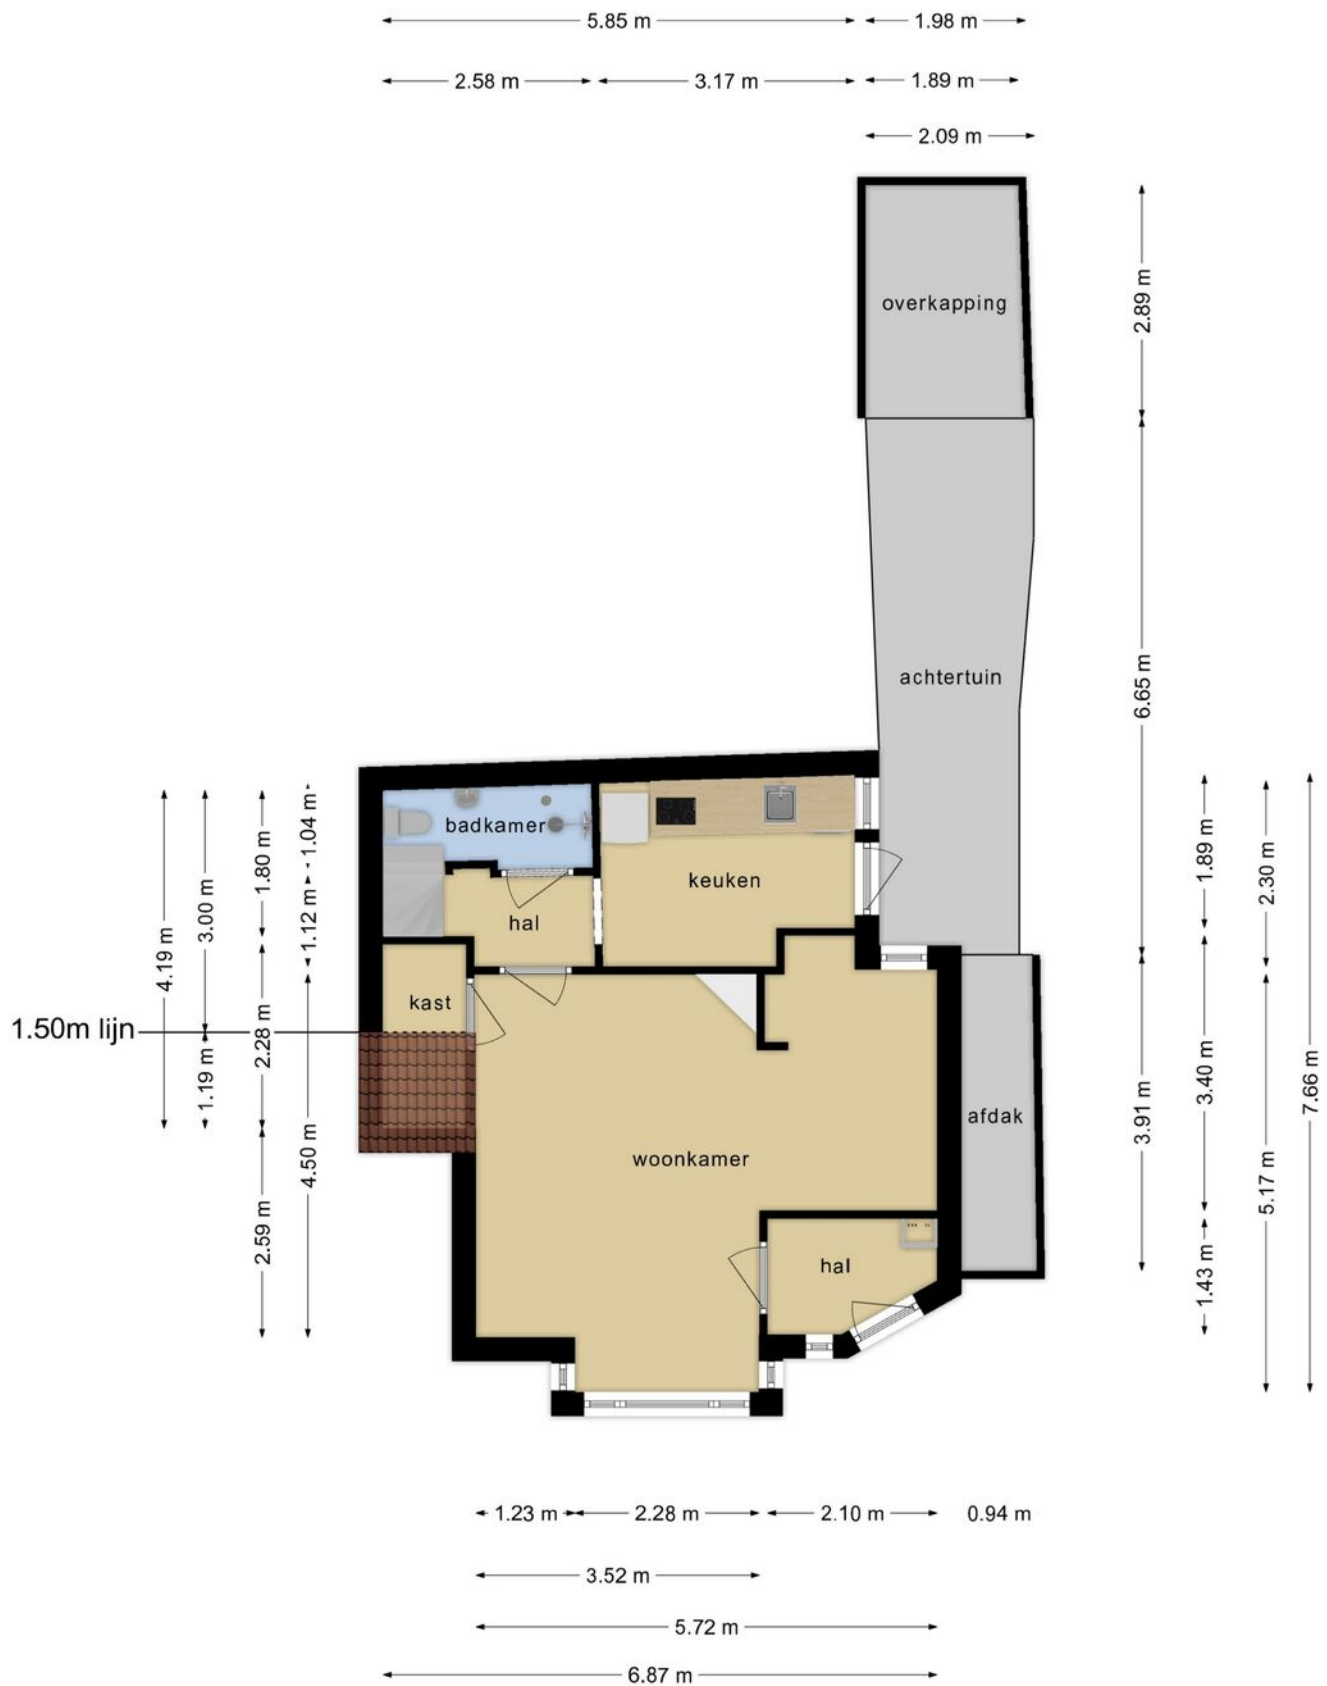 5.85 m
1.98 m
2.58 m
3.17 m
1.89 m
2.09 m
2.89 m
overkapping
6.65 m
achtertuin
4.19 m
3.00 m
1.80 m
1.04 m
1.12 m
badkamer
keuken
hal
1.89 m
2.30 m
kast
1.50m lijn
1.19 m
2.28 m
4.50 m
2.59 m
woonkamer
afdak
3.91 m
3.40 m
7.66 m
5.17 m
1.43 m
hal
1.23 m
2.28 m
2.10 m
0.94 m
3.52 m
5.72 m
6.87 m